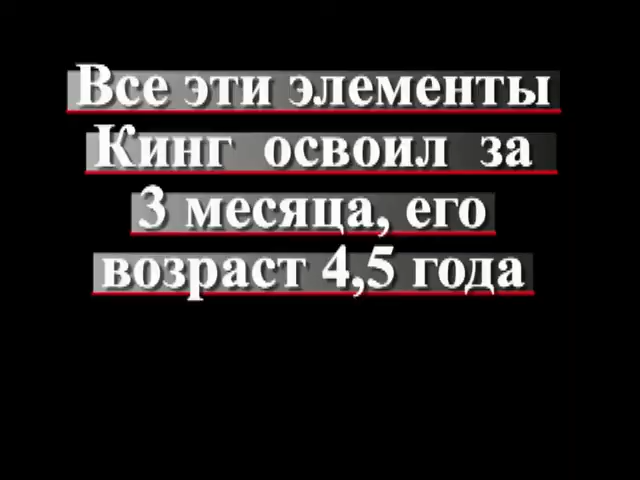 Все эти элементы
Кинг освоил за
3 месяца, его
возраст 4,5 года